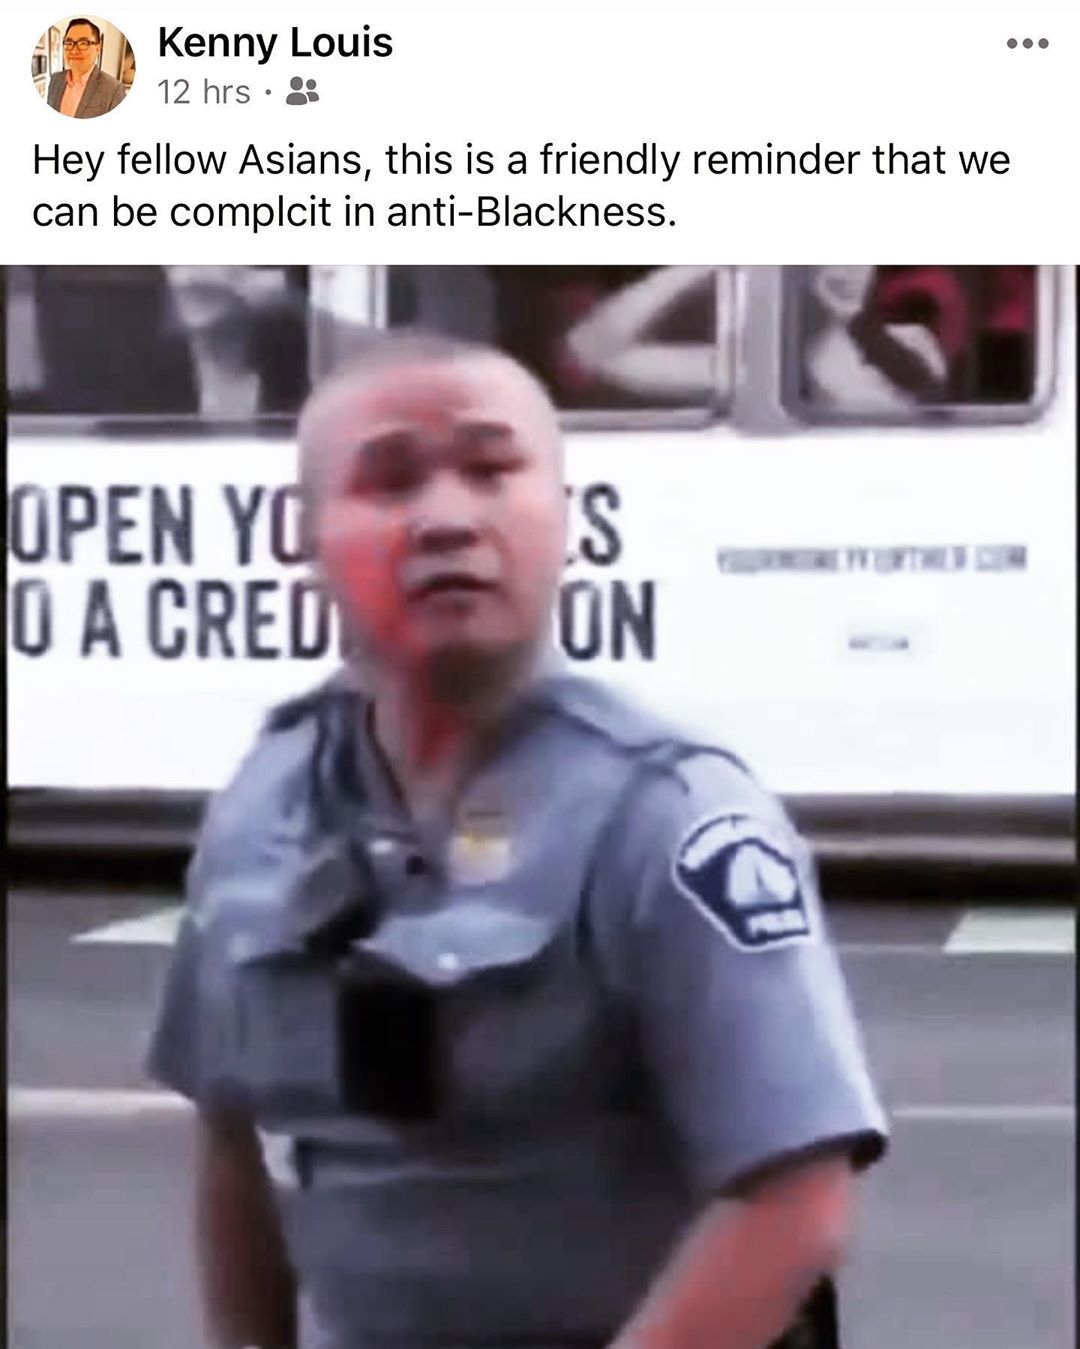 Kenny Louis
12 hrs ·
Hey fellow Asians, this is a friendly reminder that we
can be complcit in anti-Blackness.
OPEN YO S
O A CRED ON
POLICE